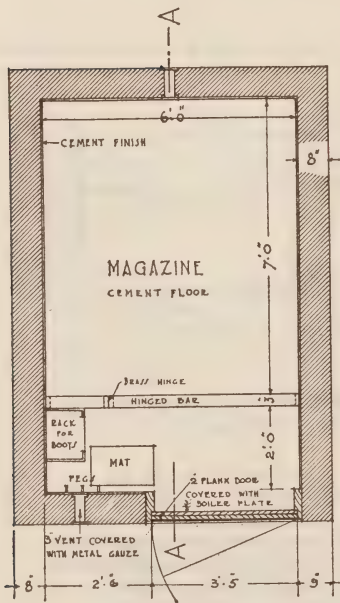 A
6'·0"
CEMENT FINISH
8"
7'·0"
MAGAZINE
CEMENT FLOOR
BRASS HINGE
HINGED BAR
3"
RACK
FOR
BOOTS
2'·0"
MAT
PEGS
2" PLANK DOOR
COVERED WITH
BOILER PLATE
3" VENT COVERED
WITH METAL GAUZE
A
8"
2'·6"
3'·5"
9"